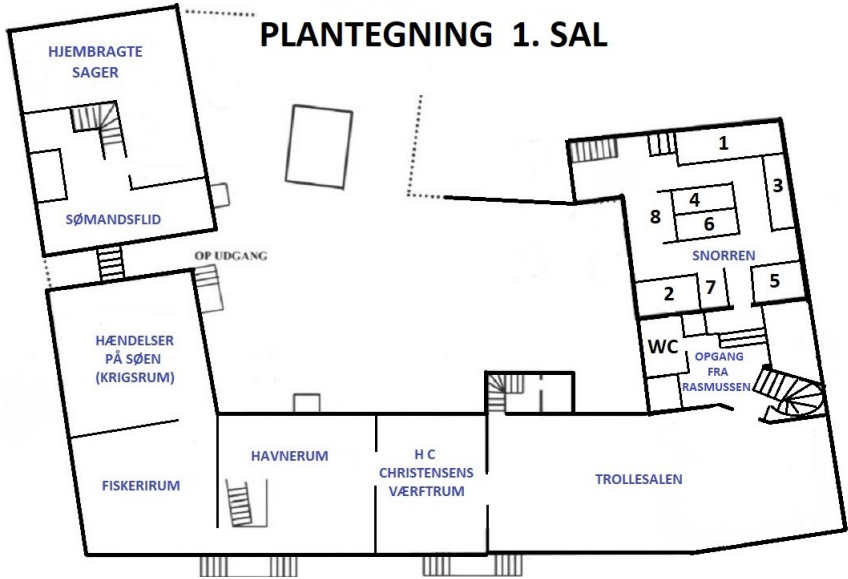 PLANTEGNING 1. SAL
HJEMBRAGTE
SAGER
SØMANDSFLID
OP UDGANG
HÆNDELSER
PÅ SØEN
(KRIGSRUM)
FISKERIRUM
HAVNERUM
H C
CHRISTENSENS
VÆRFTRUM
TROLLESALEN
1
3
4
8
6
SNORREN
5
2
7
WC
OPGANG
FRA
RASMUSSEN